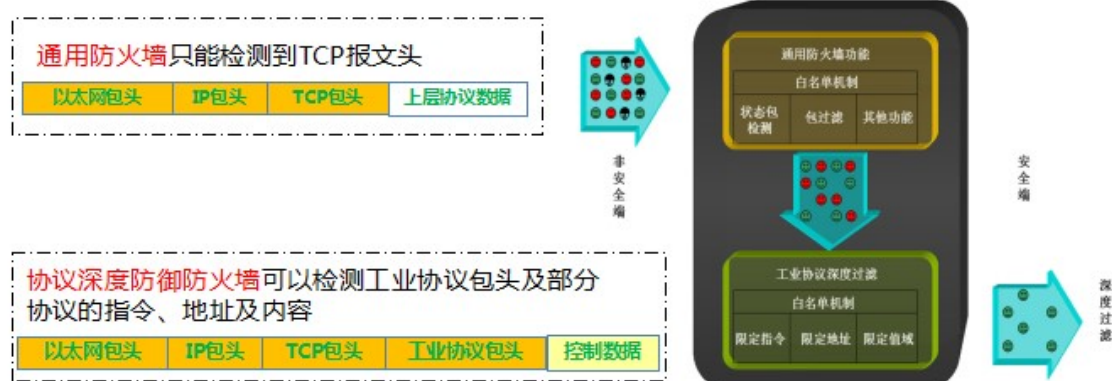 通用防火墙只能检测到TCP报文头
以太网包头 IP包头 TCP包头 上层协议数据
非安全端
通用防火墙功能
白名单机制
状态包检测 包过滤 其他功能
安全端
协议深度防御防火墙可以检测工业协议包头及部分
协议的指令、地址及内容
以太网包头 IP包头 TCP包头 工业协议包头 控制数据
工业协议深度过滤
白名单机制
限定指令 限定地址 限定值域
深度过滤